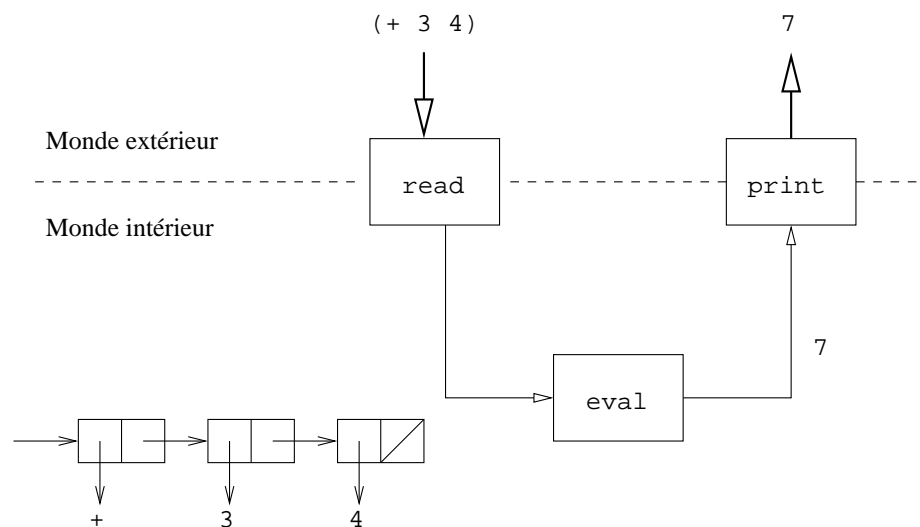 (+ 3 4)
7
Monde extérieur
read
print
Monde intérieur
7
eval
+
3
4